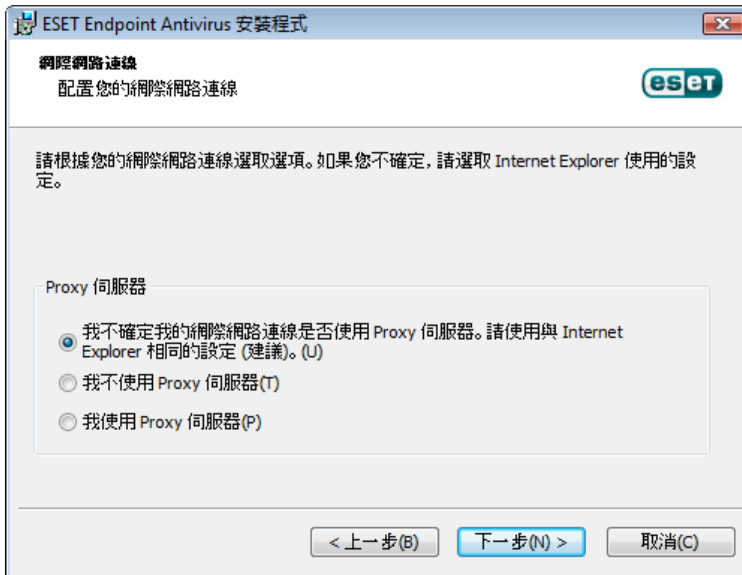 ESET Endpoint Antivirus 安裝程式
網際網路連線
配置您的網際網路連線
eset
請根據您的網際網路連線選取選項。如果您不確定,請選取 Internet Explorer 使用的設
定。
Proxy 伺服器
我不確定我的網際網路連線是否使用 Proxy 伺服器。請使用與 Internet
Explorer 相同的設定 (建議)。(U)
我不使用 Proxy 伺服器(T)
我使用 Proxy 伺服器(P)
< 上一步(B)
下一步(N) >
取消(C)